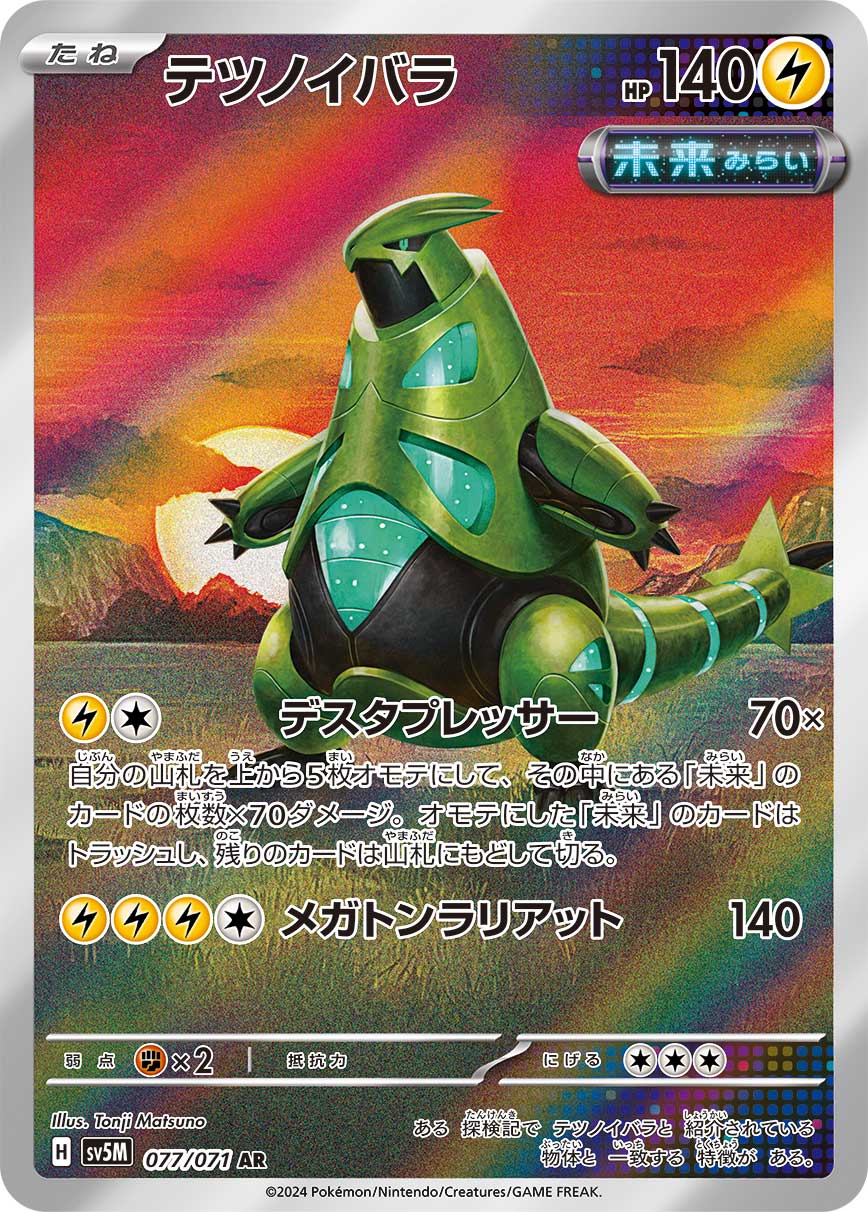 たね
テツノイバラ
HP 140
未来 みらい
デスタプレッサー 70×
自分の山札を上から5枚オモテにして、その中にある「未来」の
カードの枚数×70ダメージ。オモテにした「未来」のカードは
トラッシュし、残りのカードは山札にもどして切る。
メガトンラリアット 140
弱点 ×2 抵抗力 にげる
Illus. Tonji Matsuno
ある 探検記で テツノイバラと 紹介されている
物体と 一致する 特徴が ある。
H sv5M 077/071 AR
©2024 Pokémon/Nintendo/Creatures/GAME FREAK.